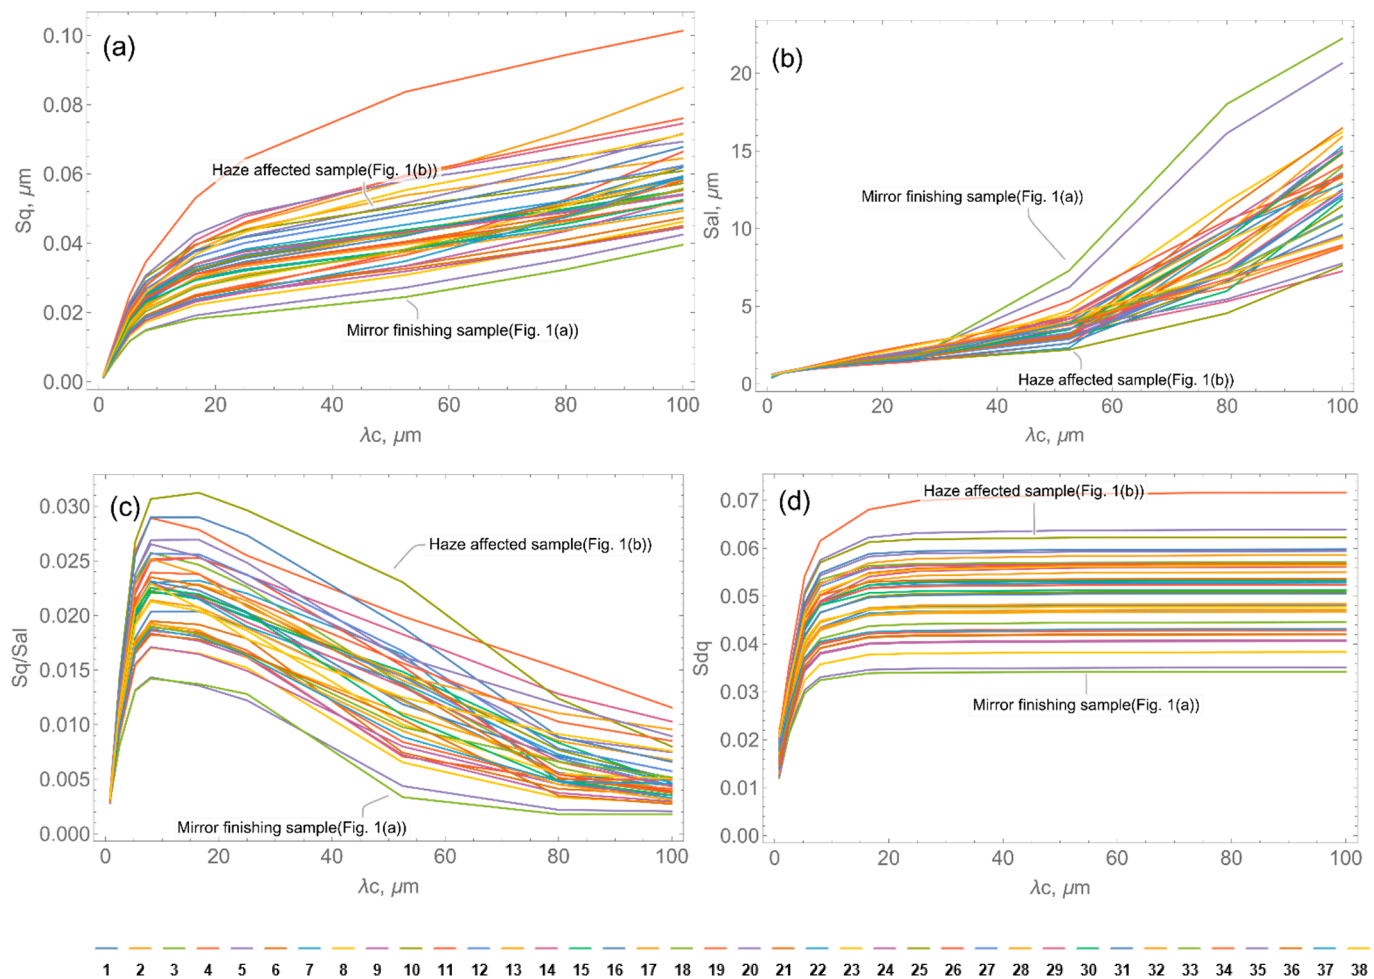 (a)
0.10
0.08
0.06
0.04
0.02
0.00
Sq, µm
Haze affected sample(Fig. 1(b))
Mirror finishing sample(Fig. 1(a))
0 20 40 60 80 100
λc, µm
(b)
20
15
10
5
0
Sal, µm
Mirror finishing sample(Fig. 1(a))
Haze affected sample(Fig. 1(b))
0 20 40 60 80 100
λc, µm
(c)
0.030
0.025
0.020
0.015
0.010
0.005
0.000
Sq/Sal
Haze affected sample(Fig. 1(b))
Mirror finishing sample(Fig. 1(a))
0 20 40 60 80 100
λc, µm
(d)
0.07
0.06
0.05
0.04
0.03
0.02
0.01
0.00
Sdq
Haze affected sample(Fig. 1(b))
Mirror finishing sample(Fig. 1(a))
0 20 40 60 80 100
λc, µm
1 2 3 4 5 6 7 8 9 10 11 12 13 14 15 16 17 18 19 20 21 22 23 24 25 26 27 28 29 30 31 32 33 34 35 36 37 38